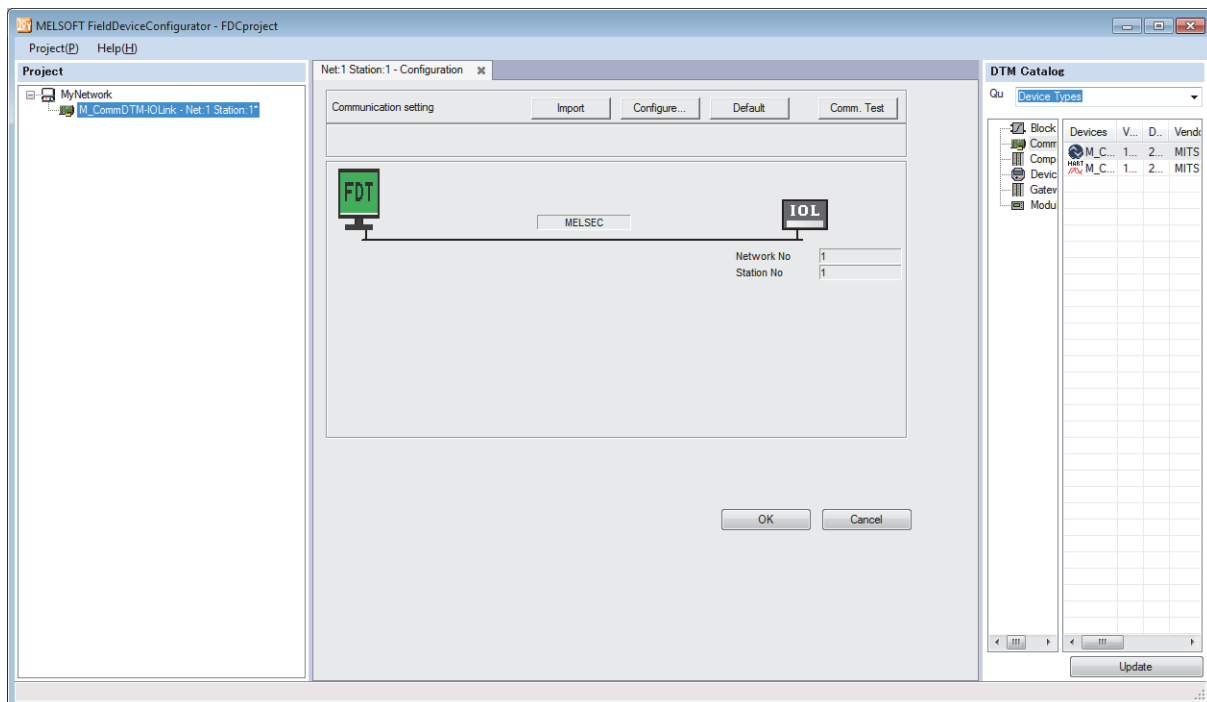 MELSOFT FieldDeviceConfigurator - FDCproject
Project(P) Help(H)
Project
MyNetwork
M_CommDTM-IOLink - Net:1 Station:1*
Net:1 Station:1 - Configuration
Communication setting Import Configure... Default Comm. Test
FDT
MELSEC
IOL
Network No 1
Station No 1
OK Cancel
DTM Catalog
Qu Device Types
Block
Comm
Comp
Devic
Gatew
Modu
Devices V... D... Vendo
M_C... 1... 2... MITS
HART M_C... 1... 2... MITS
Update